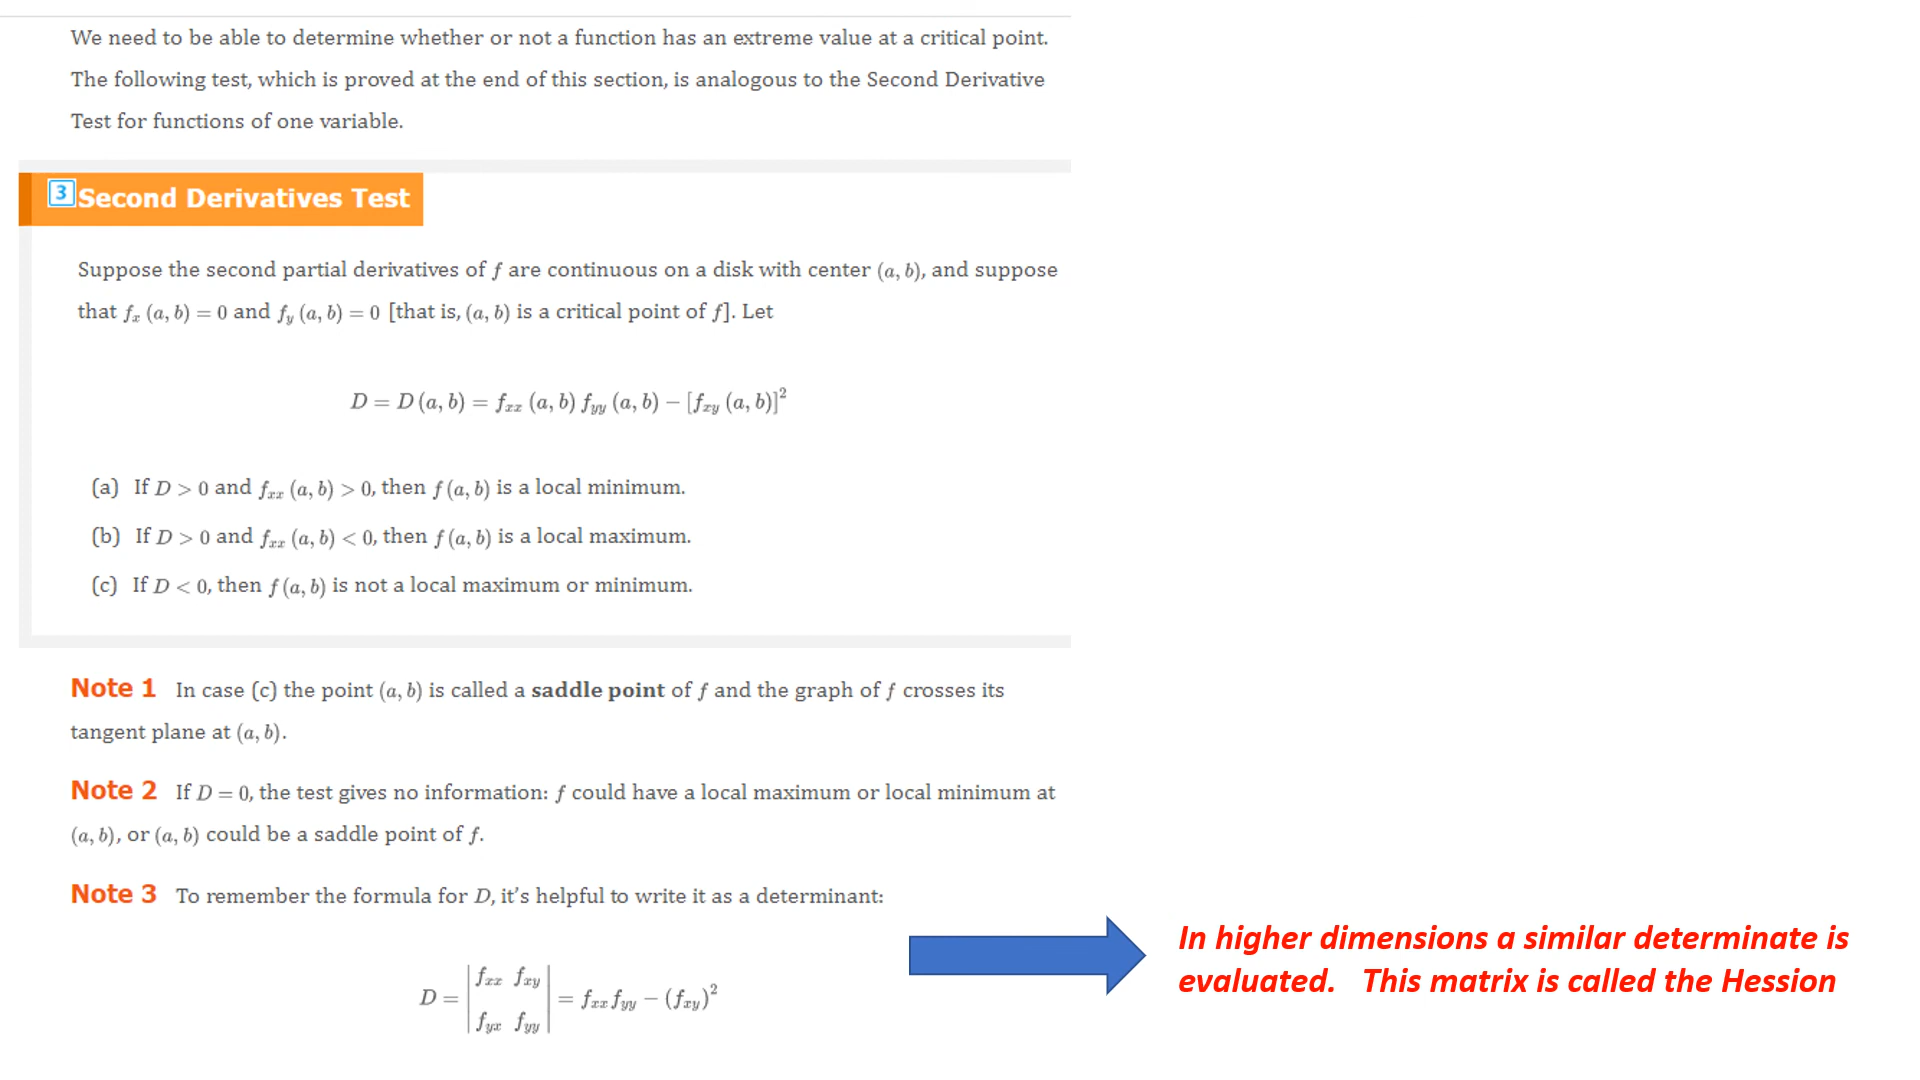 We need to be able to determine whether or not a function has an extreme value at a critical point.
The following test, which is proved at the end of this section, is analogous to the Second Derivative
Test for functions of one variable.
3 Second Derivatives Test
Suppose the second partial derivatives of f are continuous on a disk with center (a, b), and suppose
that fₓ (a, b) = 0 and f_y (a, b) = 0 [that is, (a, b) is a critical point of f]. Let
D = D (a, b) = f_xx (a, b) f_yy (a, b) − [f_xy (a, b)]²
(a) If D > 0 and f_xx (a, b) > 0, then f (a, b) is a local minimum.
(b) If D > 0 and f_xx (a, b) < 0, then f (a, b) is a local maximum.
(c) If D < 0, then f (a, b) is not a local maximum or minimum.
Note 1 In case (c) the point (a, b) is called a saddle point of f and the graph of f crosses its
tangent plane at (a, b).
Note 2 If D = 0, the test gives no information: f could have a local maximum or local minimum at
(a, b), or (a, b) could be a saddle point of f.
Note 3 To remember the formula for D, it's helpful to write it as a determinant:
D = | f_xx f_xy |
| f_yx f_yy | = f_xx f_yy − (f_xy)²
In higher dimensions a similar determinate is
evaluated. This matrix is called the Hession